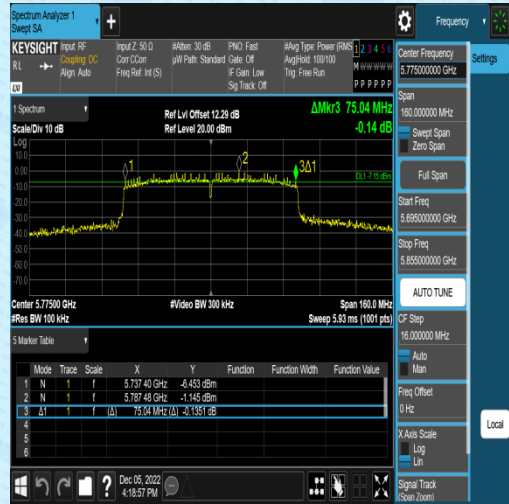 Spectrum Analyzer 1
Swept SA
Frequency
KEYSIGHT
RL
Input: RF
Coupling: DC
Align: Auto
Input Z: 50 Ω
Corr CCorr
Freq Ref: Int (S)
#Atten: 30 dB
µW Path: Standard
PNO: Fast
Gate: Off
IF Gain: Low
Sig Track: Off
#Avg Type: Power (RMS
Avg|Hold: 100/100
Trig: Free Run
1 2 3 4 5 6
M W W W W W
P P P P P P
Center Frequency
5.775000000 GHz
Settings
Span
160.000000 MHz
Swept Span
Zero Span
Full Span
Start Freq
5.695000000 GHz
Stop Freq
5.855000000 GHz
AUTO TUNE
CF Step
16.000000 MHz
Auto
Man
Freq Offset
0 Hz
X Axis Scale
Log
Lin
Signal Track
(Span Zoom)
Local
1 Spectrum
Scale/Div 10 dB
Ref Lvl Offset 12.29 dB
Ref Level 20.00 dBm
ΔMkr3 75.04 MHz
-0.14 dB
Log
10.0
0.00
-10.0
-20.0
-30.0
-40.0
-50.0
-60.0
-70.0
1
2
3Δ1
DL1 -7.15 dBm
Center 5.77500 GHz
#Video BW 300 kHz
Span 160.0 MHz
#Res BW 100 kHz
Sweep 5.93 ms (1001 pts)
5 Marker Table
Mode Trace Scale X Y Function Function Width Function Value
1 N 1 f 5.737 40 GHz -6.453 dBm
2 N 1 f 5.787 48 GHz -1.145 dBm
3 Δ1 1 f (Δ) 75.04 MHz (Δ) -0.1351 dB
4
5
6
?
Dec 05, 2022
4:18:57 PM